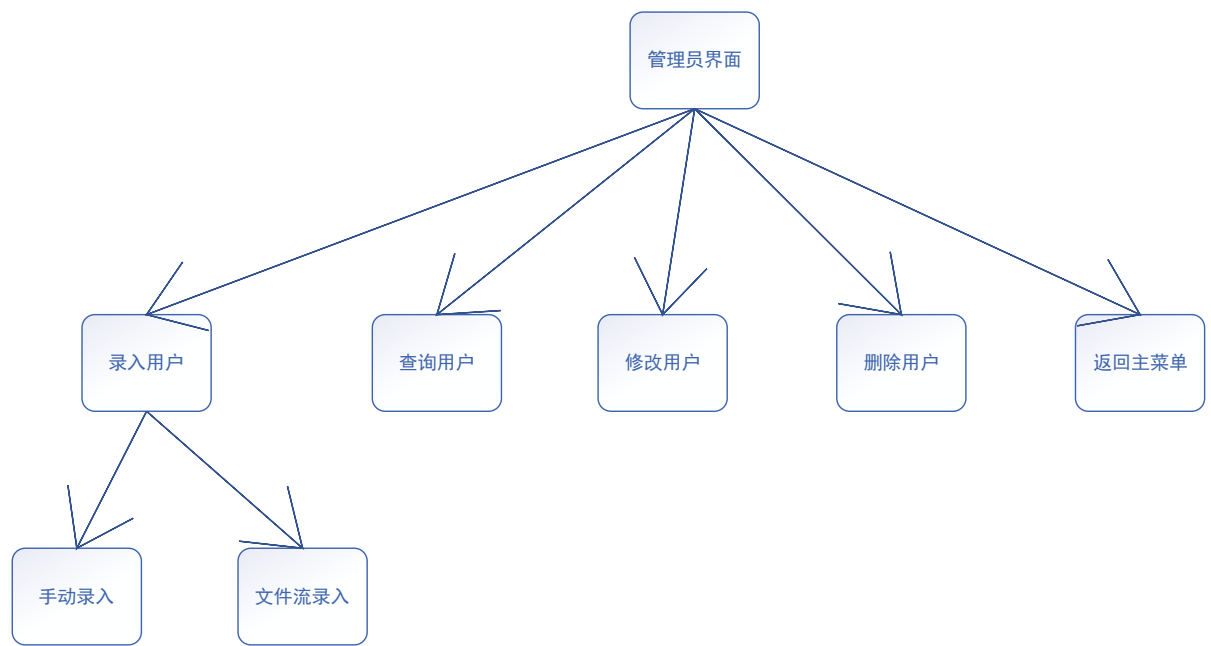 管理员界面
录入用户
查询用户
修改用户
删除用户
返回主菜单
手动录入
文件流录入